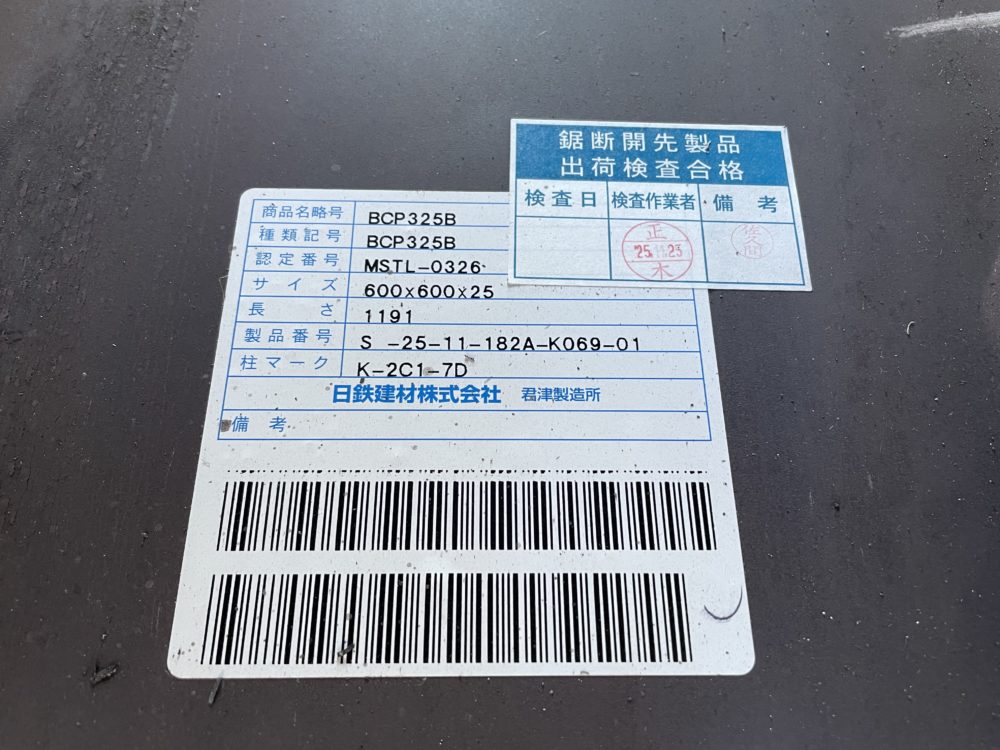 鋸断開先製品
出荷検査合格
検査日 検査作業者 備考
正
25.11.23
木
商品名略号 BCP325B
種類記号 BCP325B
認定番号 MSTL-0326
サイズ 600x600x25
長さ 1191
製品番号 S -25-11-182A-K069-01
柱マーク K-2C1-7D
日鉄建材株式会社 君津製造所
備考